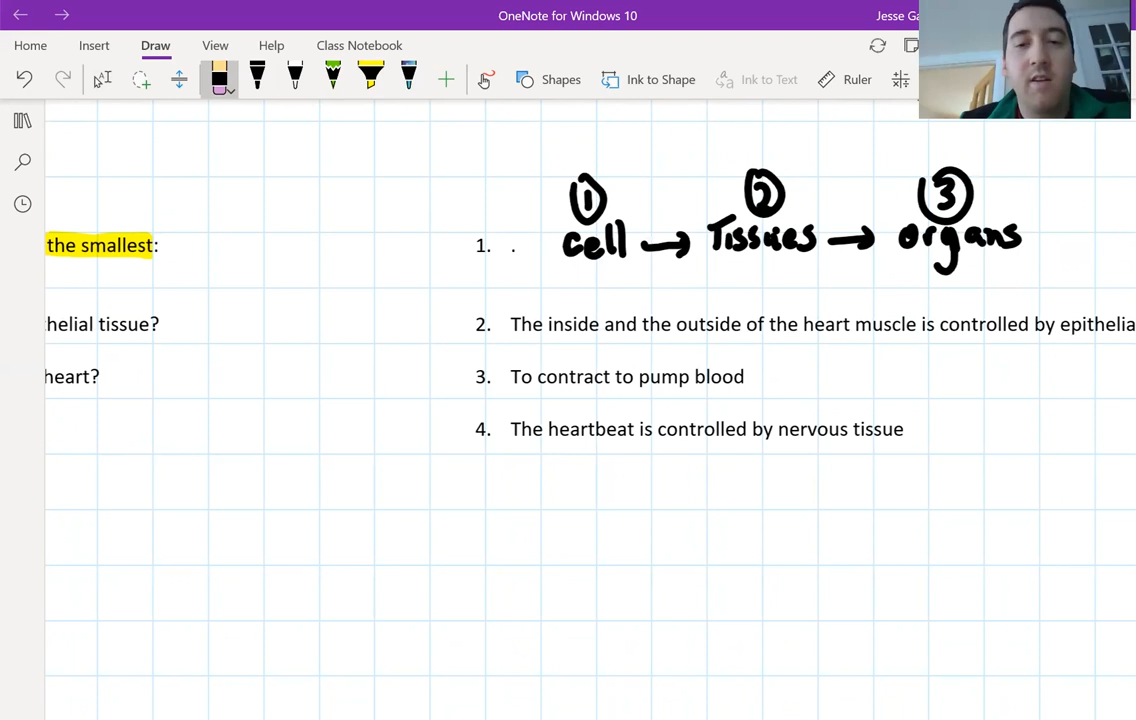 OneNote for Windows 10
Jesse Ga
Home Insert Draw View Help Class Notebook
Shapes Ink to Shape Ink to Text Ruler
1 2 3
the smallest: 1. . cell → Tissues → organs
helial tissue? 2. The inside and the outside of the heart muscle is controlled by epithelia
heart? 3. To contract to pump blood
4. The heartbeat is controlled by nervous tissue